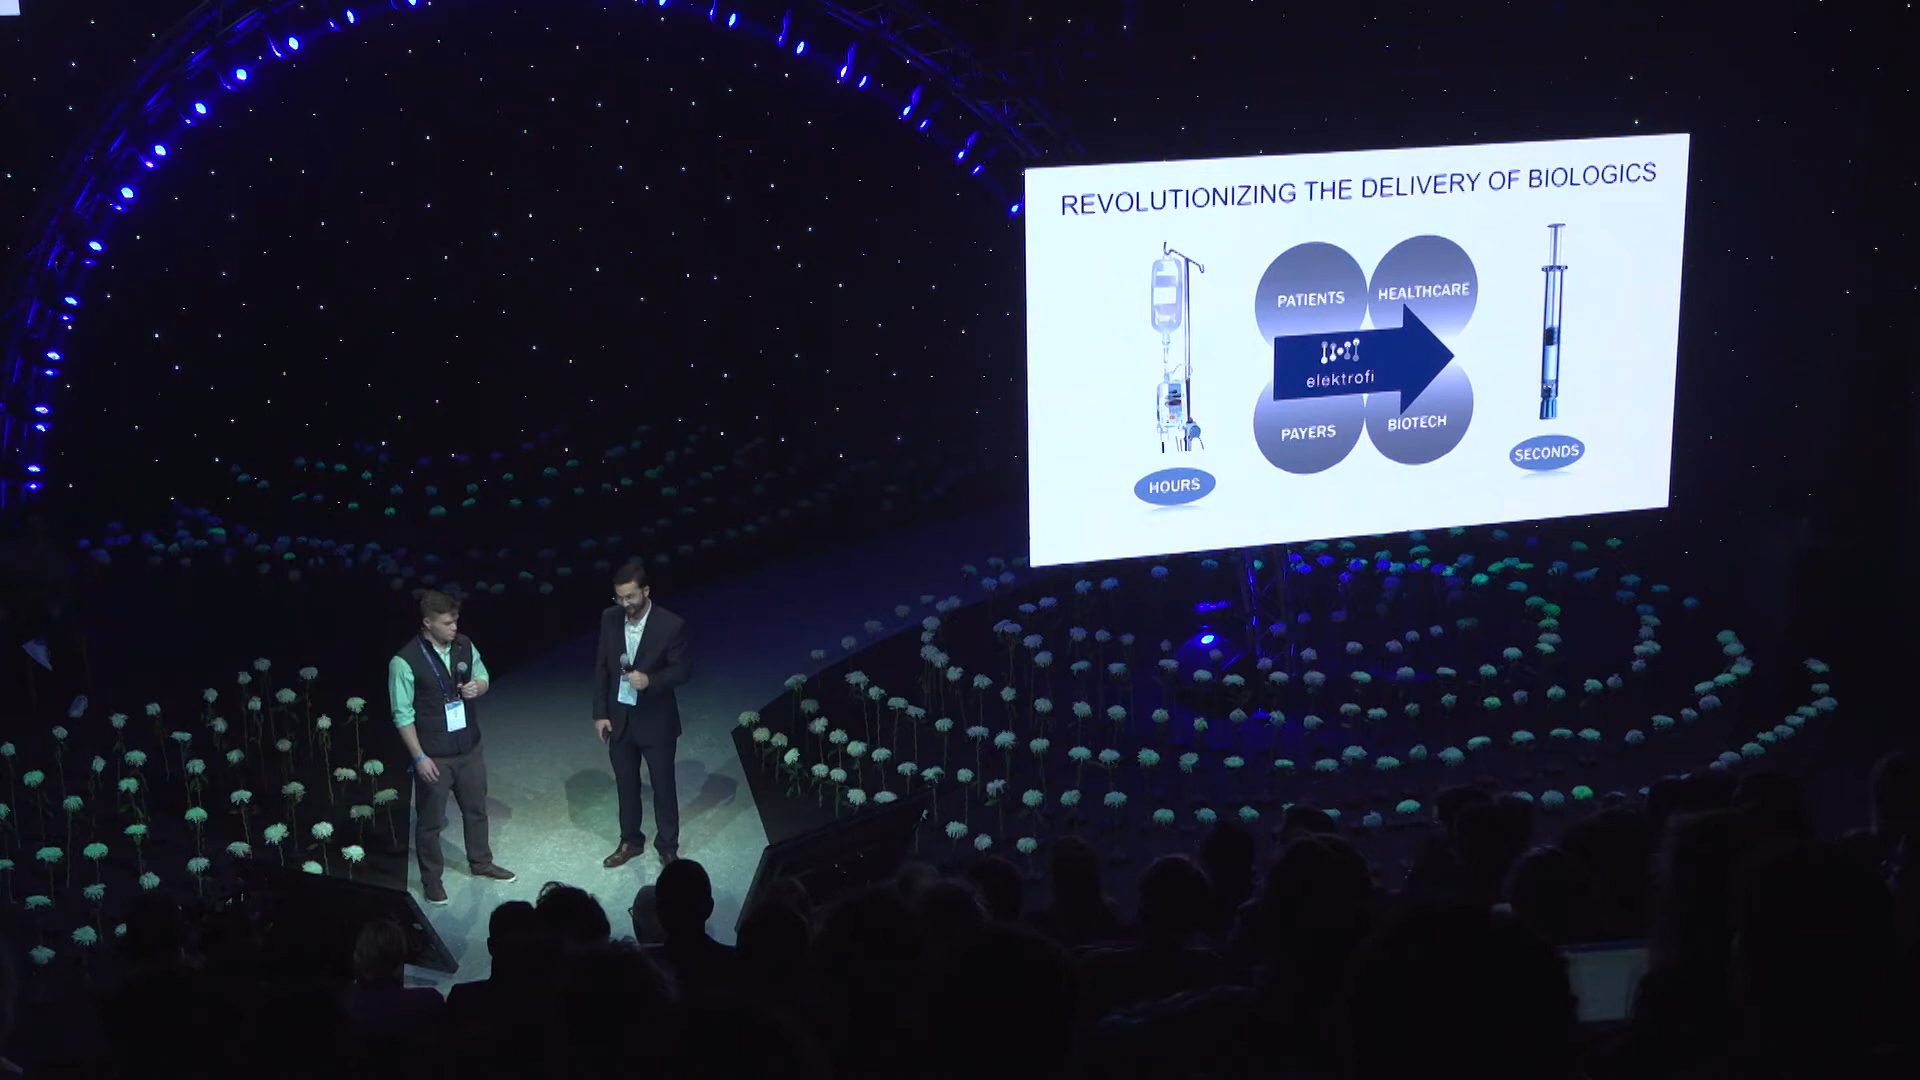 REVOLUTIONIZING THE DELIVERY OF BIOLOGICS
PATIENTS
HEALTHCARE
elektrofi
PAYERS
BIOTECH
HOURS
SECONDS